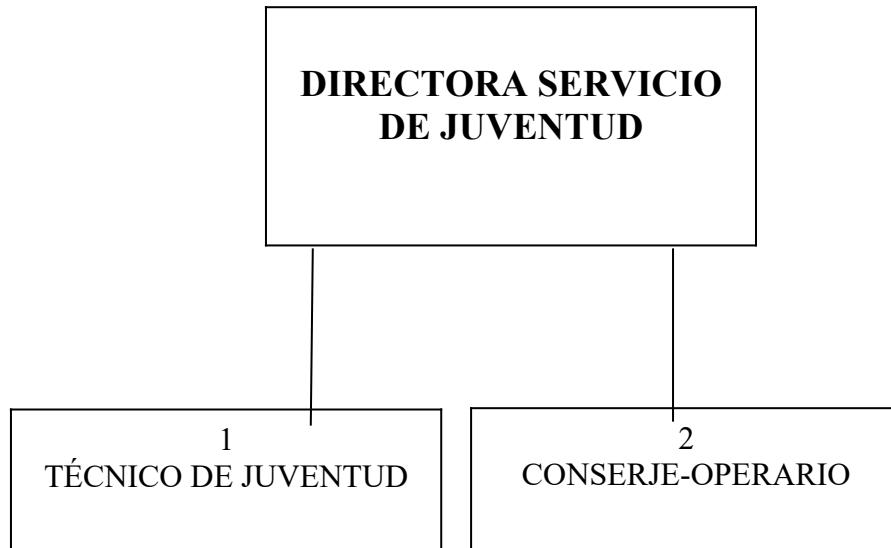 DIRECTORA SERVICIO
DE JUVENTUD
1
TÉCNICO DE JUVENTUD
2
CONSERJE-OPERARIO